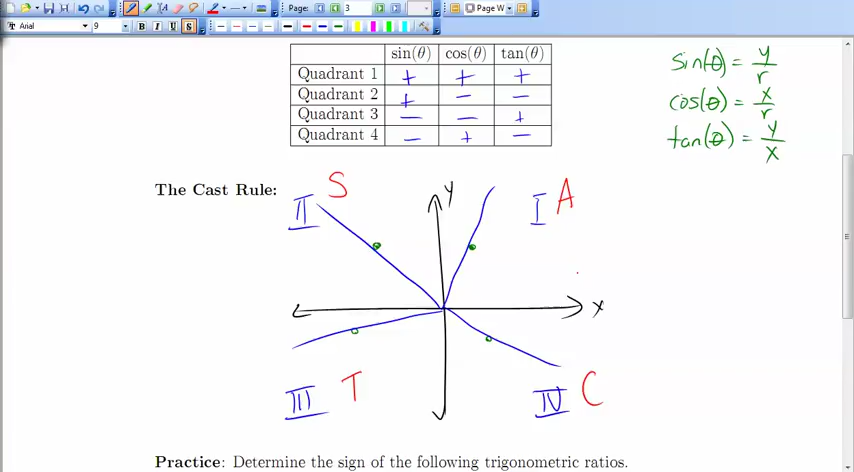 Page: 3 Page W
Arial 9 B I U S
sin(θ) cos(θ) tan(θ)
Quadrant 1 + + +
Quadrant 2 + − −
Quadrant 3 − − +
Quadrant 4 − + −
sin(θ) = y/r
cos(θ) = x/r
tan(θ) = y/x
The Cast Rule:
II S y I A
x
III T IV C
Practice: Determine the sign of the following trigonometric ratios.